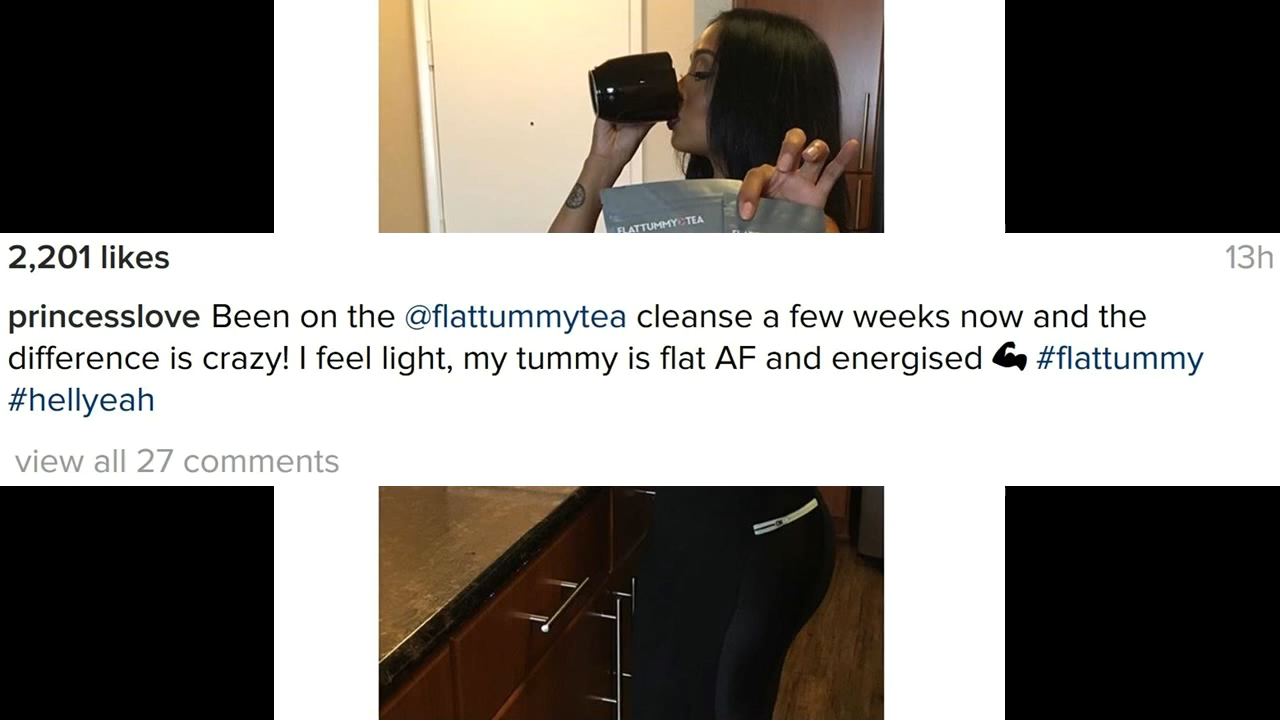 FLATTUMMY TEA
2,201 likes
13h
princesslove Been on the @flattummytea cleanse a few weeks now and the
difference is crazy! I feel light, my tummy is flat AF and energised 💪 #flattummy
#hellyeah
view all 27 comments